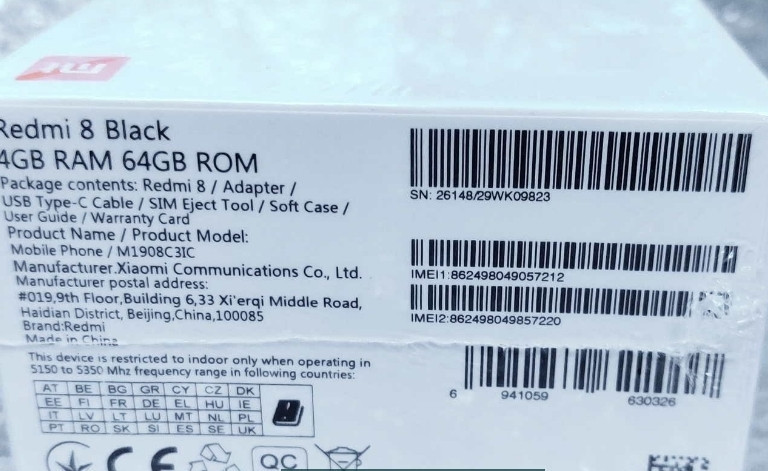 Redmi 8 Black
4GB RAM 64GB ROM
Package contents: Redmi 8 / Adapter /
USB Type-C Cable / SIM Eject Tool / Soft Case /
User Guide / Warranty Card
Product Name / Product Model:
Mobile Phone / M1908C3IC
Manufacturer.Xiaomi Communications Co., Ltd.
Manufacturer postal address:
#019,9th Floor,Building 6,33 Xi'erqi Middle Road,
Haidian District, Beijing,China,100085
Brand:Redmi
Made in China
SN: 26148/29WK09823
IMEI1:862498049057212
IMEI2:862498049857220
6 941059 630326
This device is restricted to indoor only when operating in
5150 to 5350 Mhz frequency range in following countries:
AT BE BG GR CY CZ DK
EE FI FR DE EL HU IE
IT LV LT LU MT NL PL
PT RO SK SI ES SE UK
CE QC